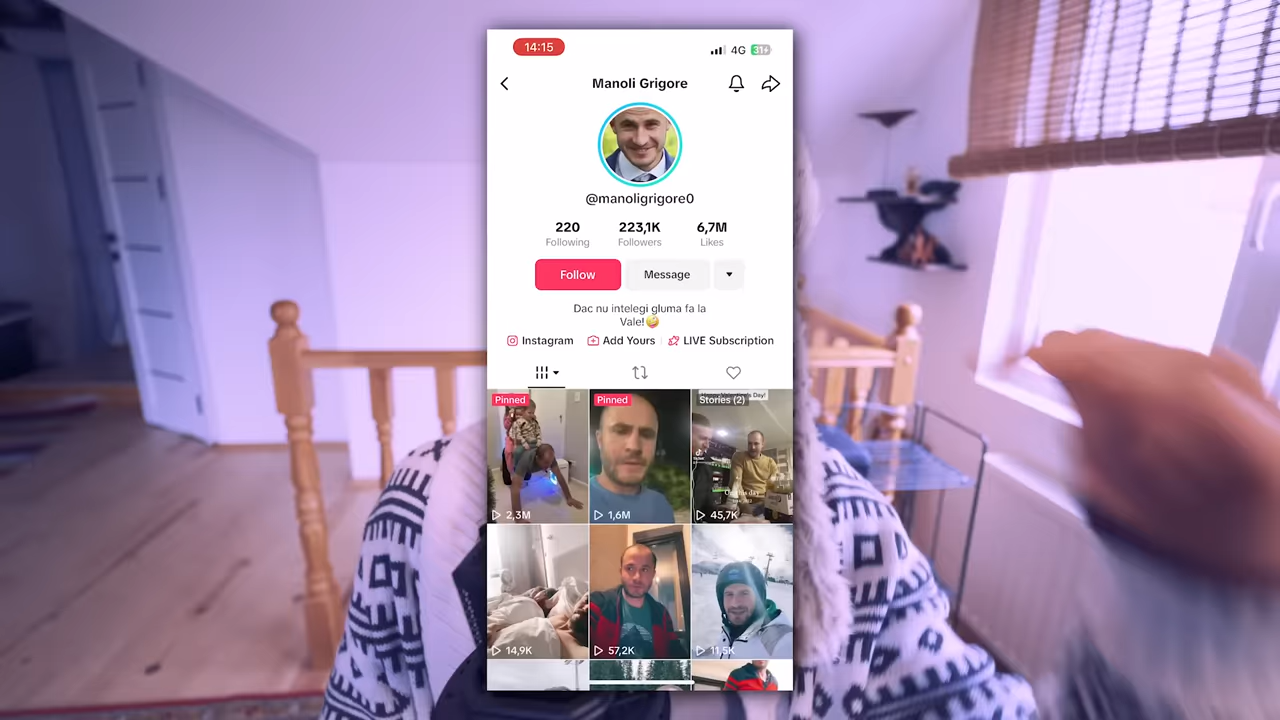 14:15
4G
31
Manoli Grigore
@manoligrigore0
220
Following
223,1K
Followers
6,7M
Likes
Follow
Message
Dac nu intelegi gluma fa la
Vale!🤪
Instagram
Add Yours
LIVE Subscription
Pinned
Pinned
Stories (2)
2,3M
1,6M
45,7K
14,9K
57,2K
11,5K